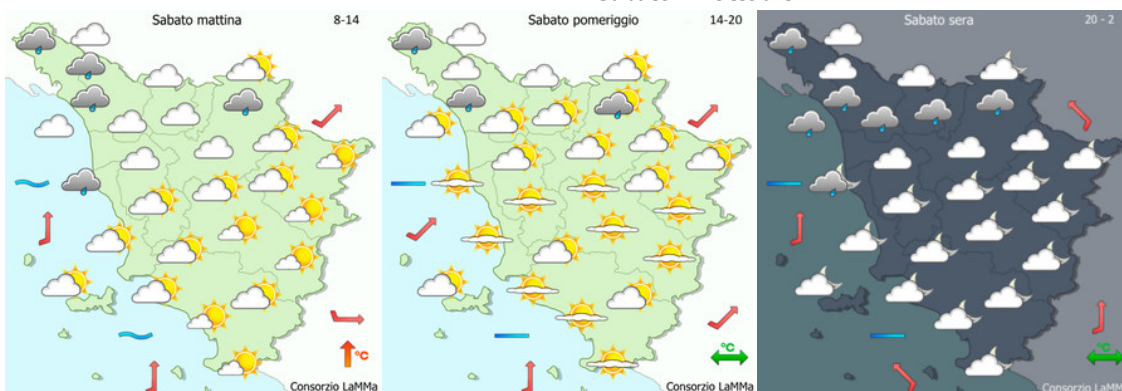 Sabato mattina 8-14
Sabato pomeriggio 14-20
Sabato sera 20 - 2
°C
°C
°C
Consorzio LaMMa
Consorzio LaMMa
Consorzio LaMMa